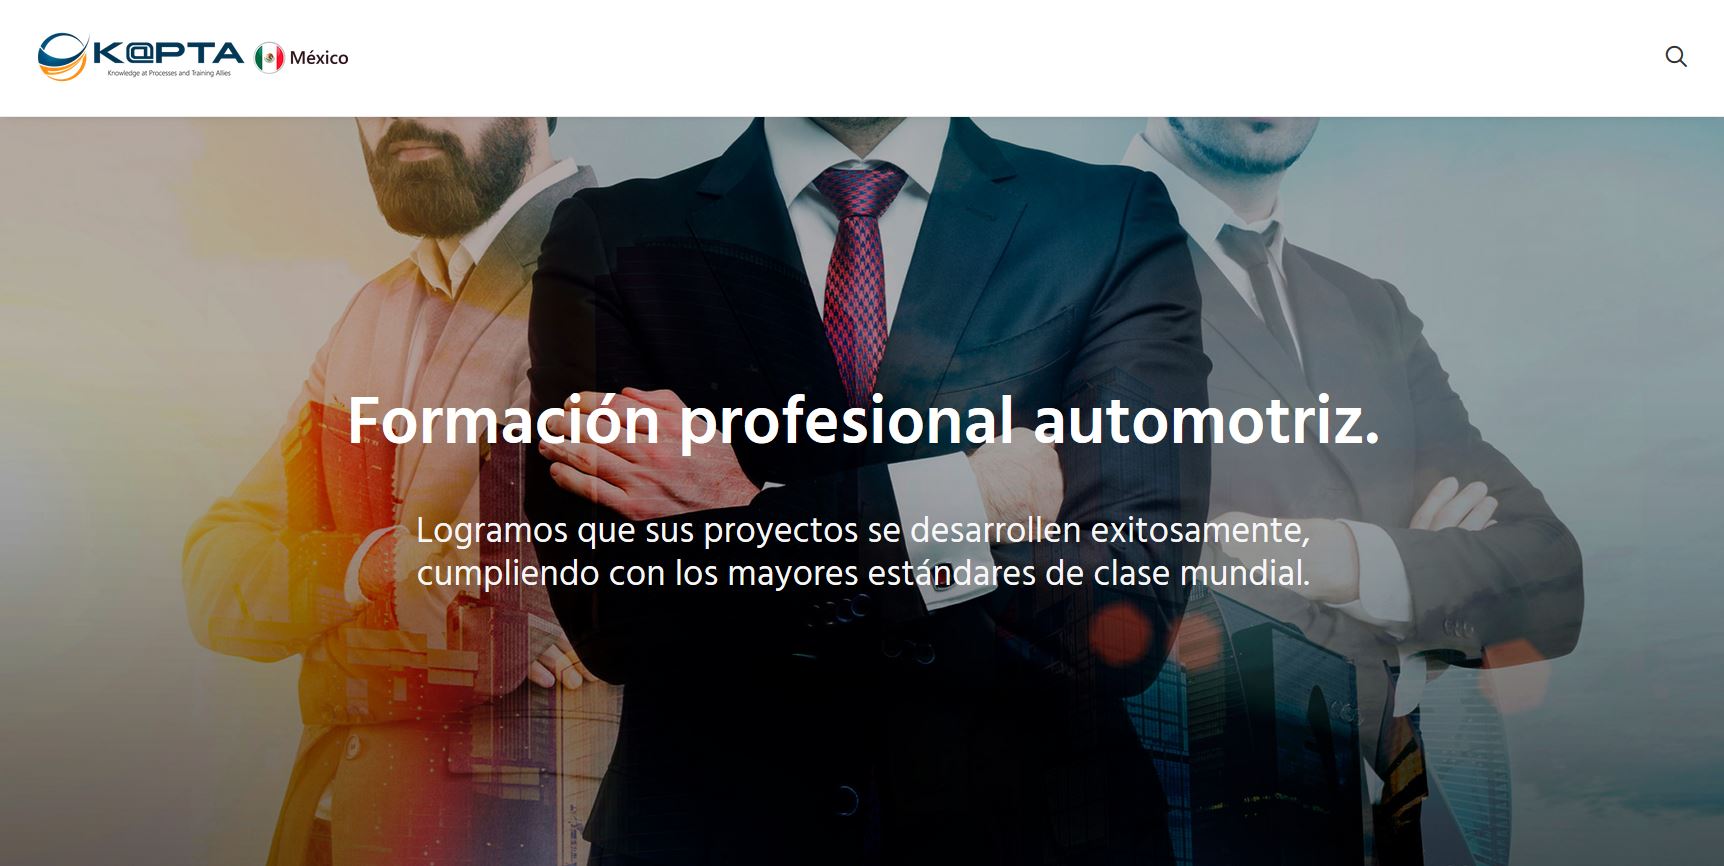 K@PTA
Knowledge at Processes and Training Allies
México
Formación profesional automotriz.
Logramos que sus proyectos se desarrollen exitosamente,
cumpliendo con los mayores estándares de clase mundial.